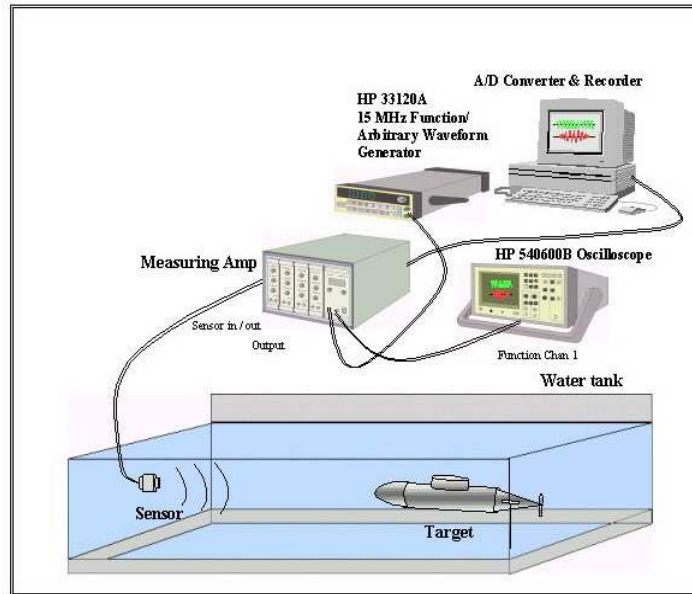 A/D Converter & Recorder
HP 33120A
15 MHz Function/
Arbitrary Waveform
Generator
Measuring Amp
HP 540600B Oscilloscope
Sensor in / out
Output
Function Chan 1
Water tank
Sensor
Target